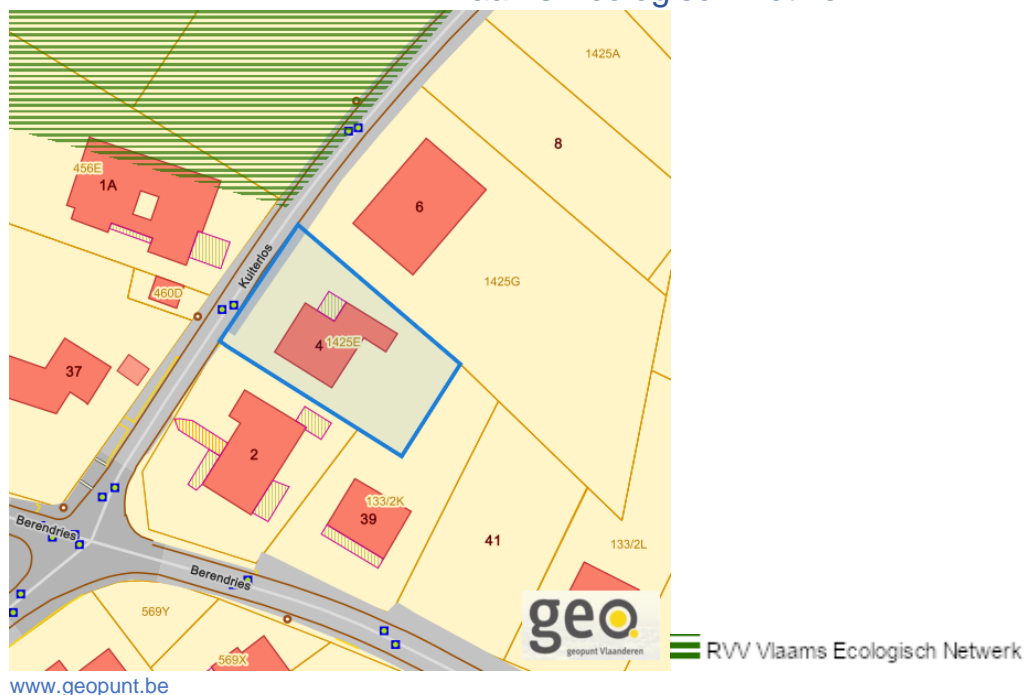 1425A
8
456E
1A
6
Kuiterlos
1425G
460D
4
1425E
37
2
133/2K
39
Berendries
41
133/2L
Berendries
569Y
569X
geo
geopunt Vlaanderen
RVV Vlaams Ecologisch Netwerk
www.geopunt.be